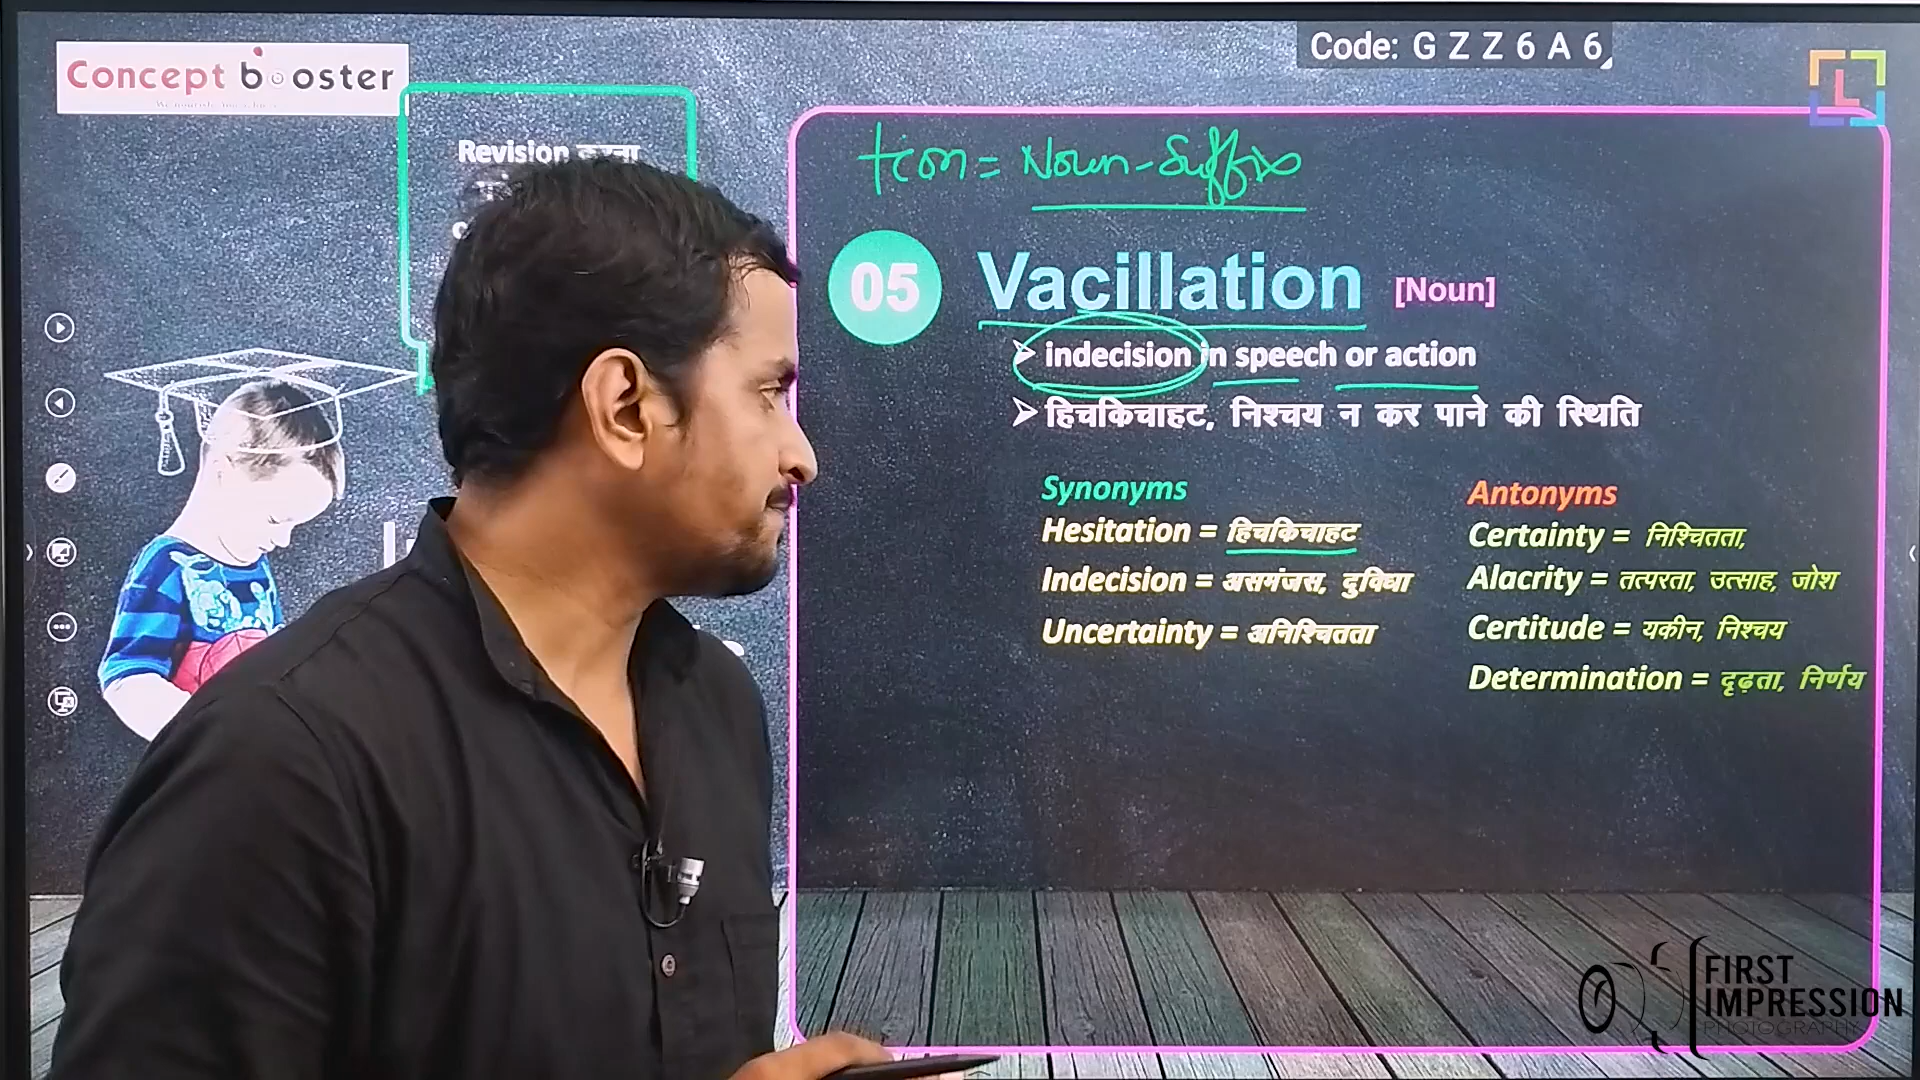 Concept booster
Code: G Z Z 6 A 6
Revision करना
tion = Noun-Suffix
05 Vacillation [Noun]
➢ indecision in speech or action
➢ हिचकिचाहट, निश्चय न कर पाने की स्थिति
Synonyms
Hesitation = हिचकिचाहट
Indecision = असमंजस, दुविधा
Uncertainty = अनिश्चितता
Antonyms
Certainty = निश्चितता,
Alacrity = तत्परता, उत्साह, जोश
Certitude = यकीन, निश्चय
Determination = दृढ़ता, निर्णय
FIRST
IMPRESSION
PHOTOGRAPHY